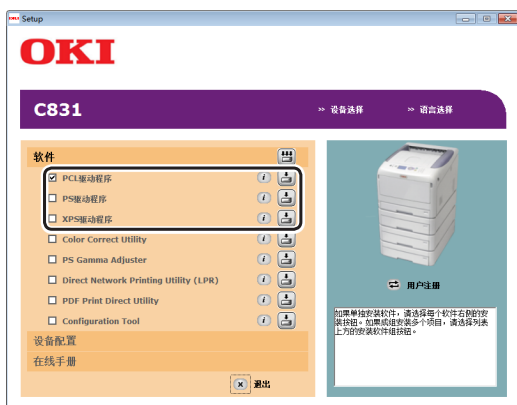 Setup
OKI
C831
>> 设备选择
>> 语言选择
软件
PCL驱动程序
PS驱动程序
XPS驱动程序
Color Correct Utility
PS Gamma Adjuster
Direct Network Printing Utility (LPR)
PDF Print Direct Utility
Configuration Tool
设备配置
在线手册
退出
用户注册
如果单独安装软件，请选择每个软件右侧的安
装按钮。如果成组安装多个项目，请选择列表
上方的安装软件组按钮。